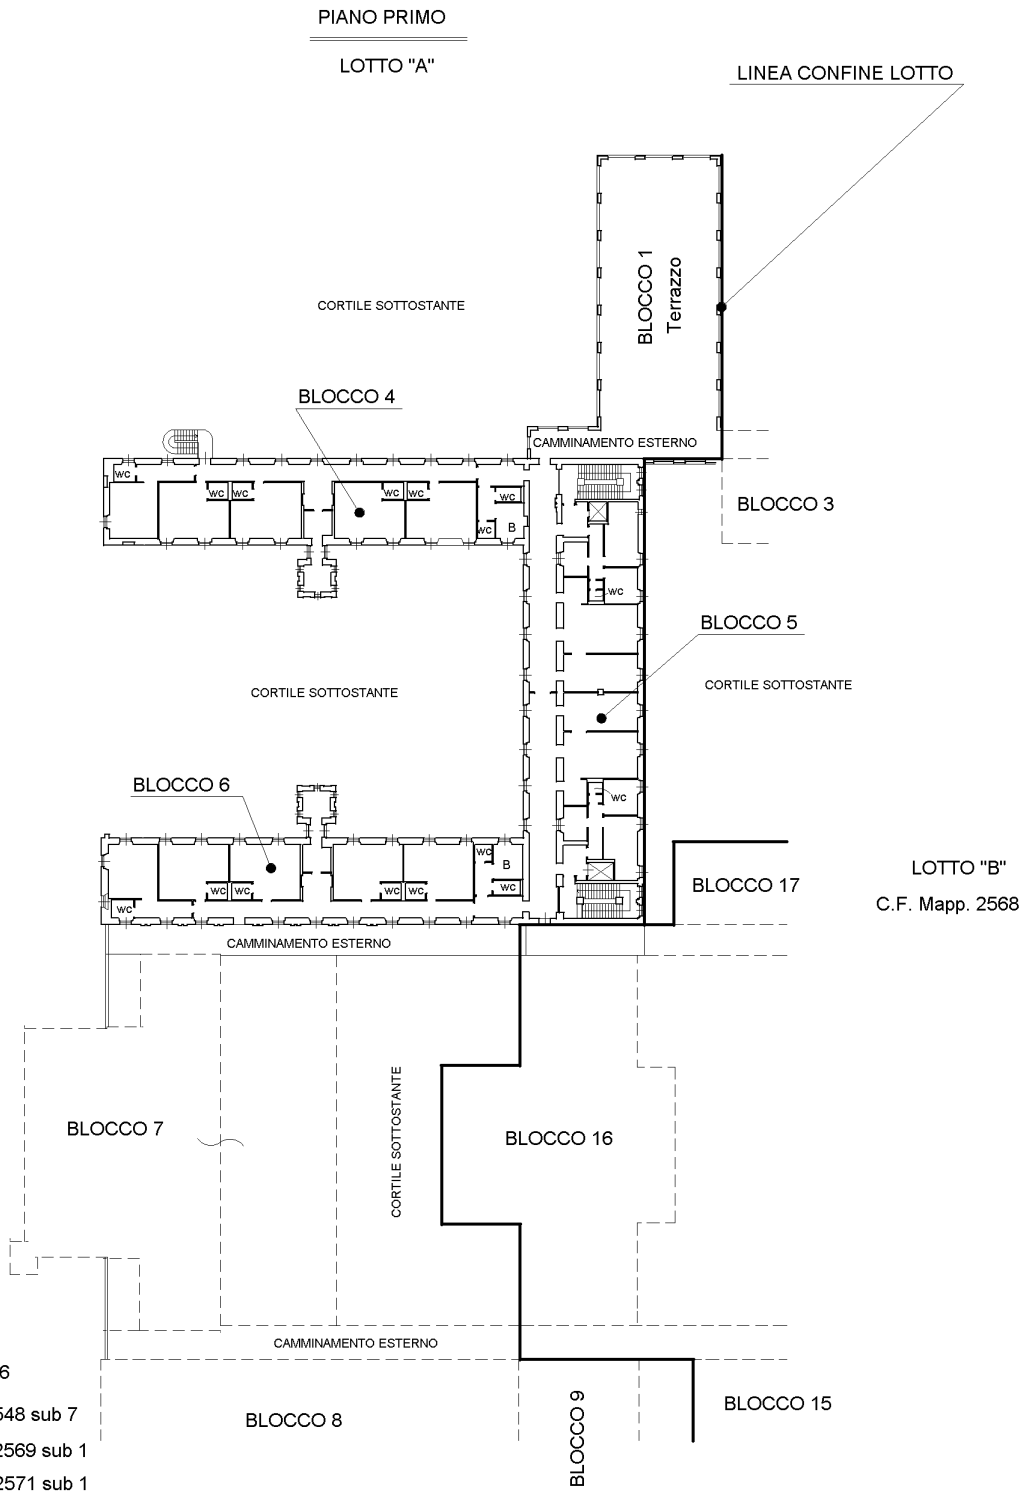 PIANO PRIMO
LOTTO "A"
LINEA CONFINE LOTTO
BLOCCO 1
Terrazzo
CORTILE SOTTOSTANTE
BLOCCO 4
CAMMINAMENTO ESTERNO
WC
WC
WC
WC
WC
WC
WC
B
BLOCCO 3
WC
BLOCCO 5
CORTILE SOTTOSTANTE
CORTILE SOTTOSTANTE
BLOCCO 6
WC
WC
B
WC
WC
WC
WC
WC
WC
LOTTO "B"
BLOCCO 17
C.F. Mapp. 2568
CAMMINAMENTO ESTERNO
BLOCCO 7
CORTILE SOTTOSTANTE
BLOCCO 16
CAMMINAMENTO ESTERNO
6
548 sub 7
2569 sub 1
2571 sub 1
BLOCCO 8
BLOCCO 9
BLOCCO 15